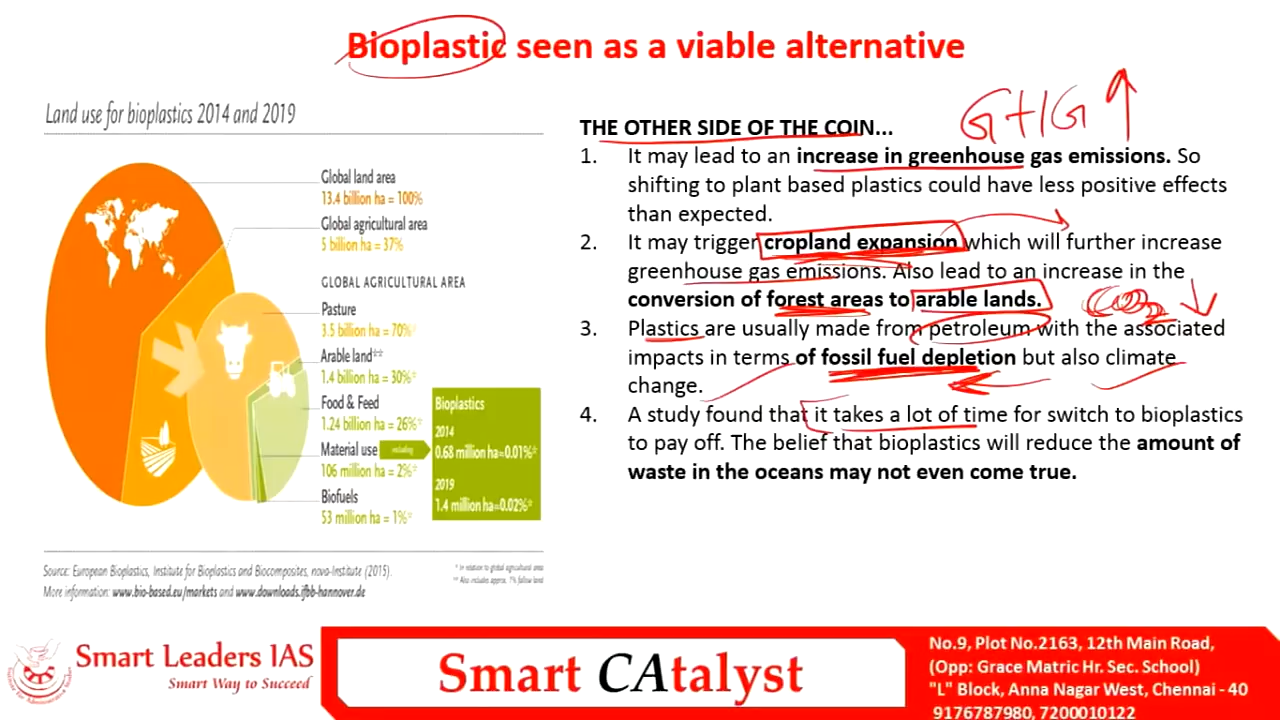 Bioplastic seen as a viable alternative
Land use for bioplastics 2014 and 2019
Global land area
13.4 billion ha = 100%
Global agricultural area
5 billion ha = 37%
GLOBAL AGRICULTURAL AREA
Pasture
3.5 billion ha = 70%*
Arable land**
1.4 billion ha = 30%*
Food & Feed
1.24 billion ha = 26%*
Material use
including
106 million ha = 2%*
Biofuels
53 million ha = 1%*
Bioplastics
2014
0.68 million ha=0.01%*
2019
1.4 million ha=0.02%*
Source: European Bioplastics, Institute for Bioplastics and Biocomposites, nova-Institute (2015).
More information: www.bio-based.eu/markets and www.downloads.ifbb-hannover.de
* In relation to global agricultural area
** Also includes approx. 1% fallow land
GHG ↑
THE OTHER SIDE OF THE COIN...
1. It may lead to an increase in greenhouse gas emissions. So
shifting to plant based plastics could have less positive effects
than expected.
2. It may trigger cropland expansion which will further increase
greenhouse gas emissions. Also lead to an increase in the
conversion of forest areas to arable lands.
3. Plastics are usually made from petroleum with the associated
impacts in terms of fossil fuel depletion but also climate
change.
4. A study found that it takes a lot of time for switch to bioplastics
to pay off. The belief that bioplastics will reduce the amount of
waste in the oceans may not even come true.
Smart Leaders IAS
Smart Way to Succeed
Smart CAtalyst
No.9, Plot No.2163, 12th Main Road,
(Opp: Grace Matric Hr. Sec. School)
"L" Block, Anna Nagar West, Chennai - 40
9176787980, 7200010122